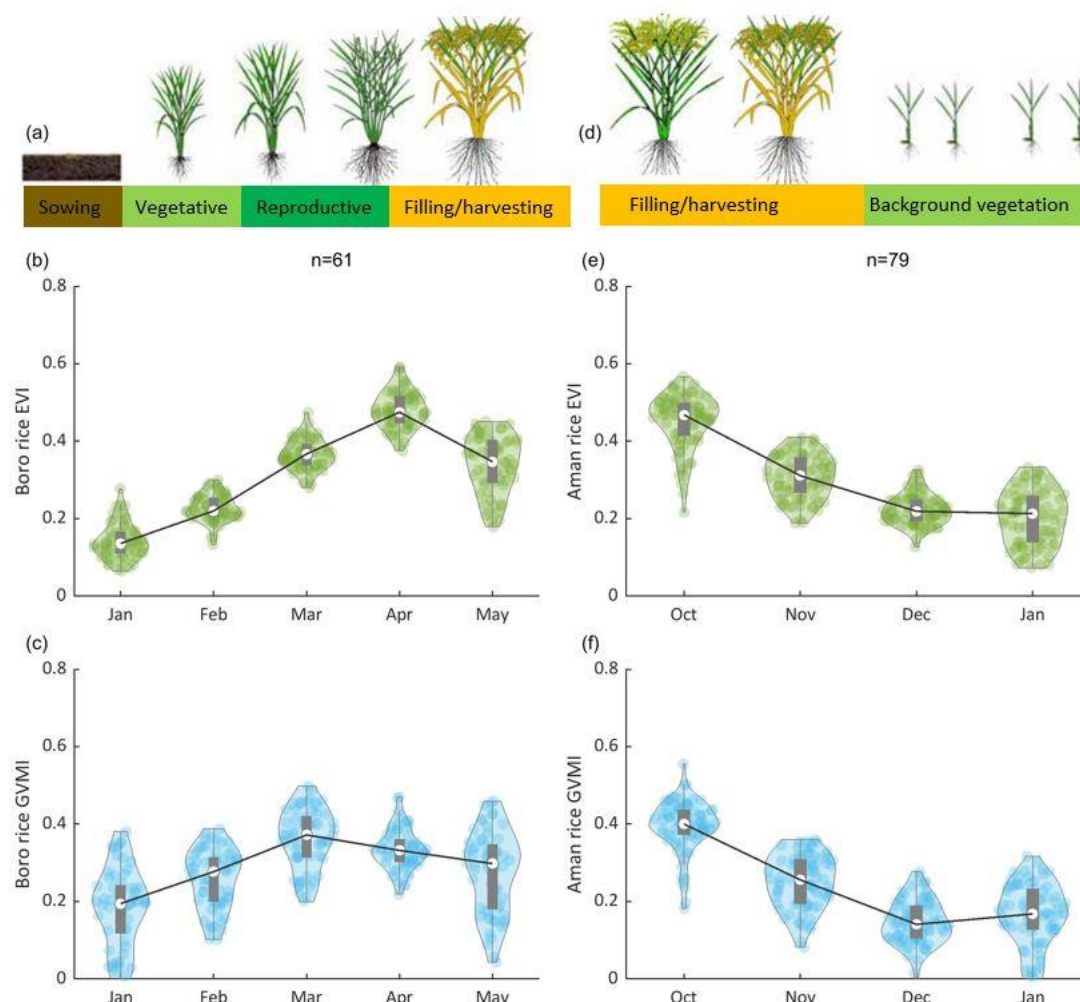 (a)
(d)
Sowing Vegetative Reproductive Filling/harvesting
Filling/harvesting Background vegetation
(b)
n=61
Boro rice EVI
0.8
0.6
0.4
0.2
0
Jan Feb Mar Apr May
(e)
n=79
Aman rice EVI
0.8
0.6
0.4
0.2
0
Oct Nov Dec Jan
(c)
Boro rice GVMI
0.8
0.6
0.4
0.2
0
Jan Feb Mar Apr May
(f)
Aman rice GVMI
0.8
0.6
0.4
0.2
0
Oct Nov Dec Jan